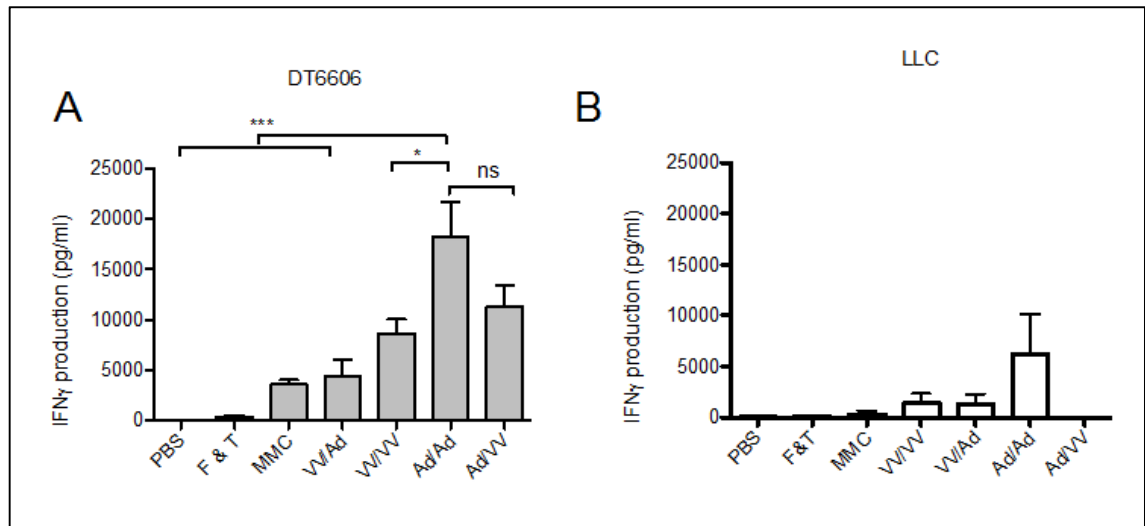 DT6606
LLC
A
B
***
*
ns
IFNγ production (pg/ml)
25000
20000
15000
10000
5000
0
PBS
F & T
MMC
VV/Ad
VV/VV
Ad/Ad
Ad/VV
IFNγ production (pg/ml)
25000
20000
15000
10000
5000
0
PBS
F&T
MMC
VV/VV
VV/Ad
Ad/Ad
Ad/VV